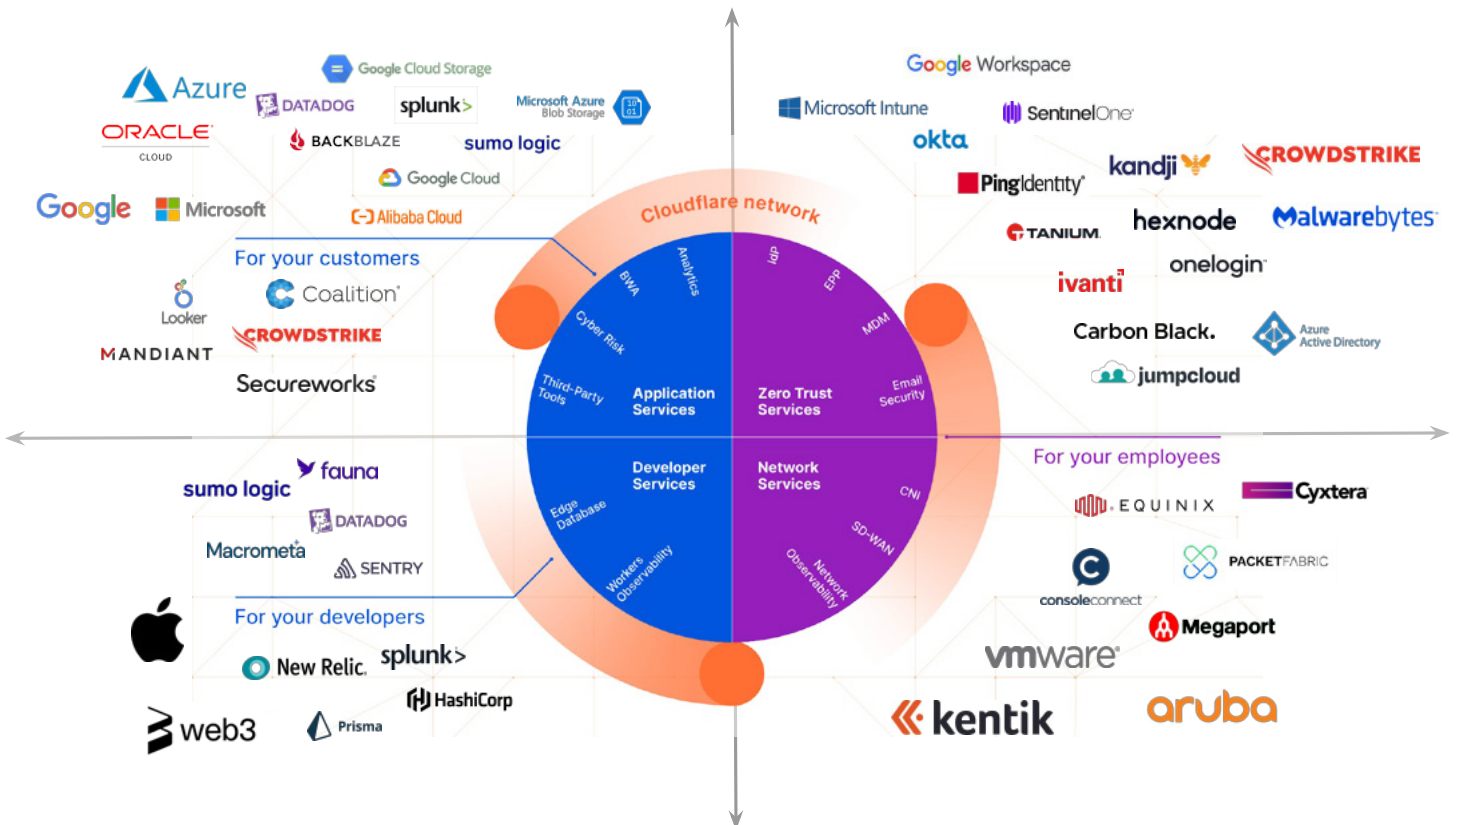 Azure
Google Cloud Storage
DATADOG
splunk>
Microsoft Azure
Blob Storage
10
01
ORACLE
CLOUD
BACKBLAZE
sumo logic
Google Cloud
Google
Microsoft
Alibaba Cloud
For your customers
Looker
Coalition
CROWDSTRIKE
MANDIANT
Secureworks
Google Workspace
Microsoft Intune
SentinelOne
okta
kandji
CROWDSTRIKE
PingIdentity
TANIUM
hexnode
Malwarebytes
onelogin
ivanti
Carbon Black.
Azure
Active Directory
jumpcloud
Cloudflare network
Analytics
BWA
Cyber Risk
Third-Party
Tools
Application
Services
IdP
EPP
MDM
Email
Security
Zero Trust
Services
Developer
Services
Edge
Database
Workers
Observability
Network
Services
CNI
SD-WAN
Network
Observability
fauna
sumo logic
DATADOG
Macrometa
SENTRY
For your developers
New Relic.
splunk>
HashiCorp
web3
Prisma
For your employees
EQUINIX
Cyxtera
PACKETFABRIC
consoleconnect
Megaport
vmware
kentik
aruba